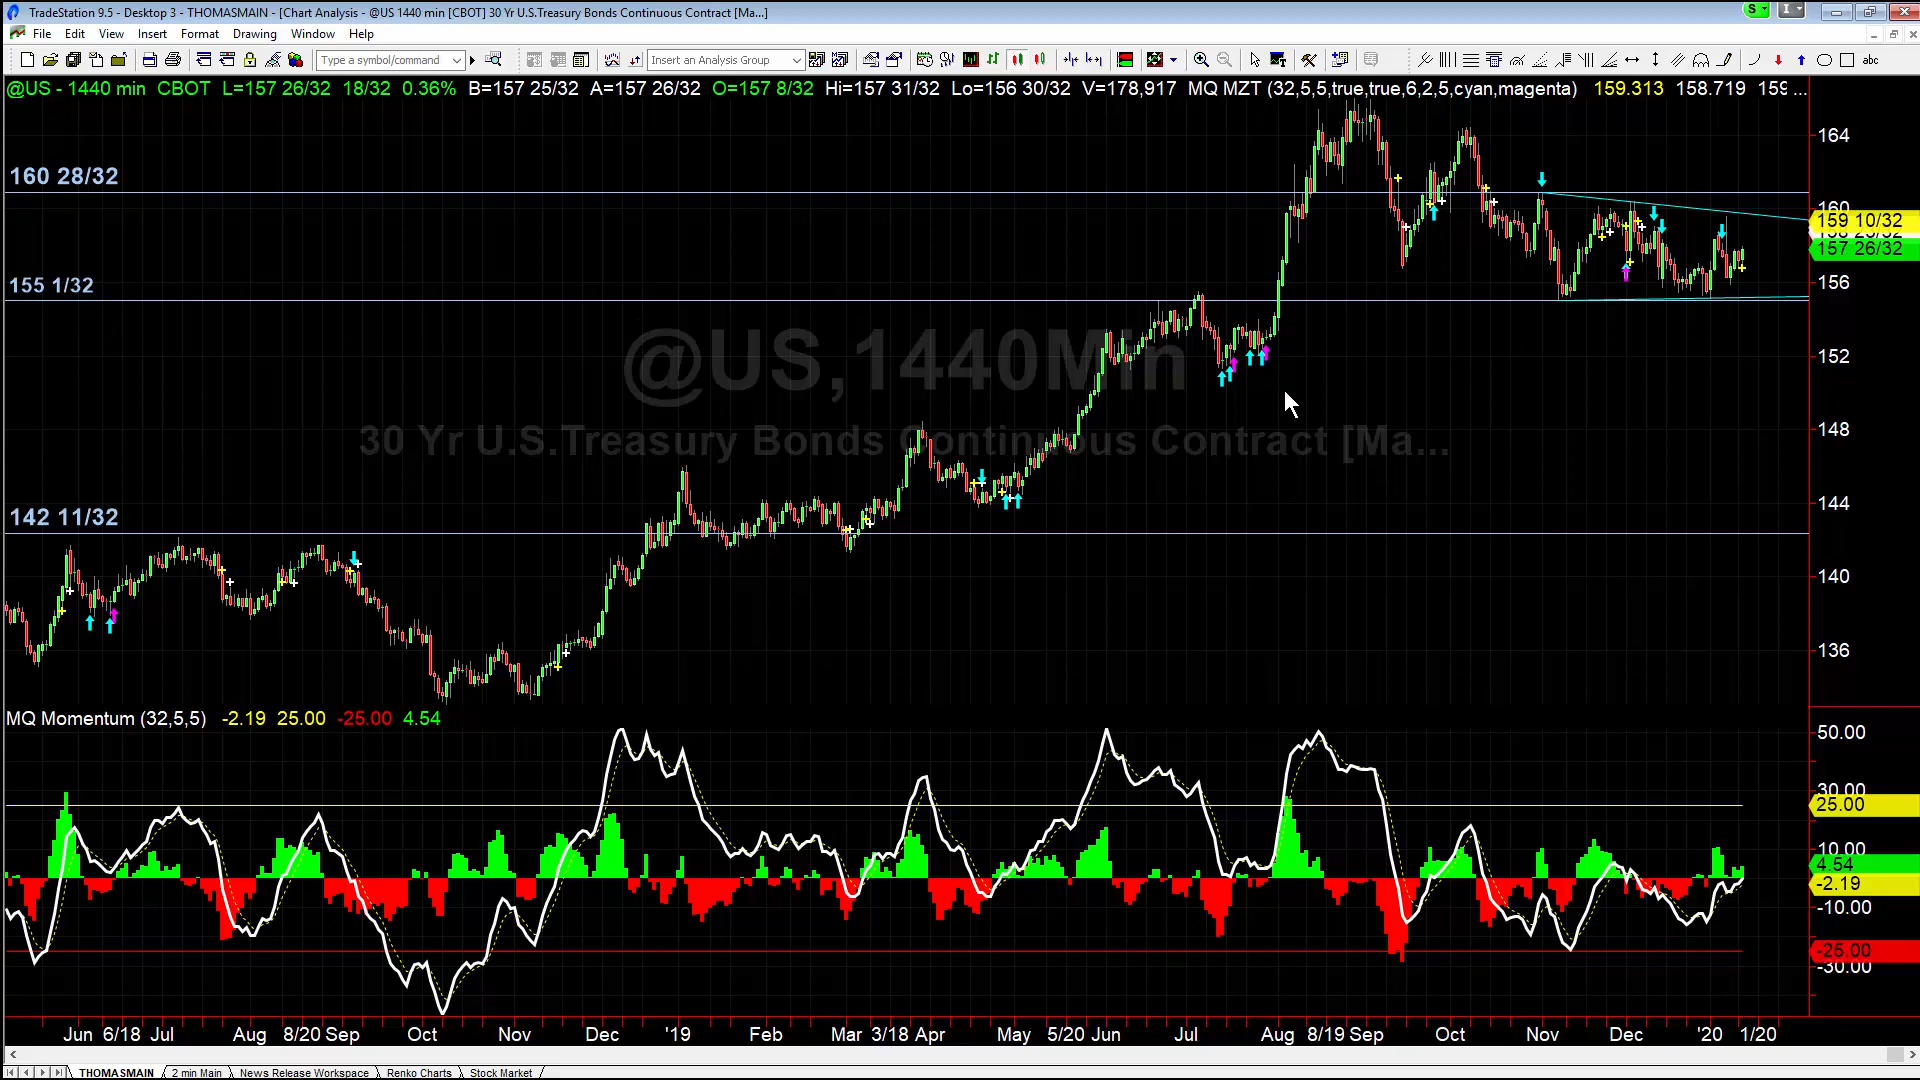 TradeStation 9.5 - Desktop 3 - THOMASMAIN - [Chart Analysis - @US 1440 min [CBOT] 30 Yr U.S.Treasury Bonds Continuous Contract [Ma...]
S I
File Edit View Insert Format Drawing Window Help
Type a symbol/command Insert an Analysis Group abc
@US - 1440 min CBOT L=157 26/32 18/32 0.36% B=157 25/32 A=157 26/32 O=157 8/32 Hi=157 31/32 Lo=156 30/32 V=178,917 MQ MZT (32,5,5,true,true,6,2,5,cyan,magenta) 159.313 158.719 159 ...
164
160 28/32
160
159 10/32
157 26/32
155 1/32
156
@US,1440Min
152
30 Yr U.S.Treasury Bonds Continuous Contract [Ma...
148
144
142 11/32
140
136
MQ Momentum (32,5,5) -2.19 25.00 -25.00 4.54
50.00
30.00
25.00
10.00
4.54
-2.19
-10.00
-25.00
-30.00
Jun 6/18 Jul Aug 8/20 Sep Oct Nov Dec '19 Feb Mar 3/18 Apr May 5/20 Jun Jul Aug 8/19 Sep Oct Nov Dec '20 1/20
THOMASMAIN 2 min Main News Release Workspace Renko Charts Stock Market